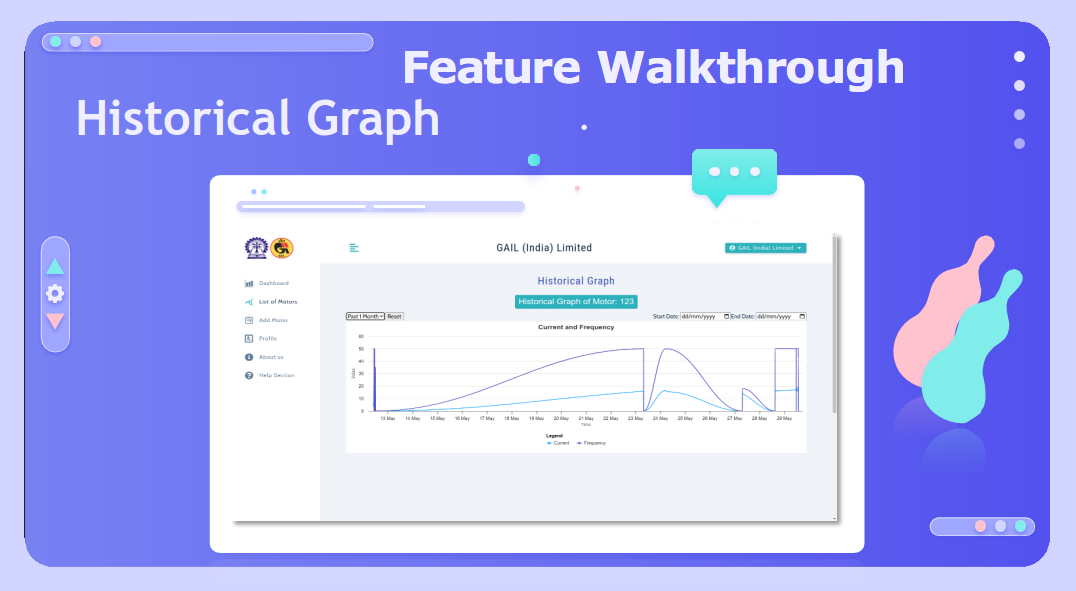 Feature Walkthrough
Historical Graph
GAIL (India) Limited
GAIL (India) Limited
Dashboard
List of Motors
Add Motor
Profile
About us
Help Section
Historical Graph
Historical Graph of Motor: 123
Past 1 Month Reset Start Date: dd/mm/yyyy End Date: dd/mm/yyyy
Current and Frequency
60
50
40
30
20
10
0
13 May 14 May 15 May 16 May 17 May 18 May 19 May 20 May 21 May 22 May 23 May 24 May 25 May 26 May 27 May 28 May 29 May
Time
Legend
Current Frequency